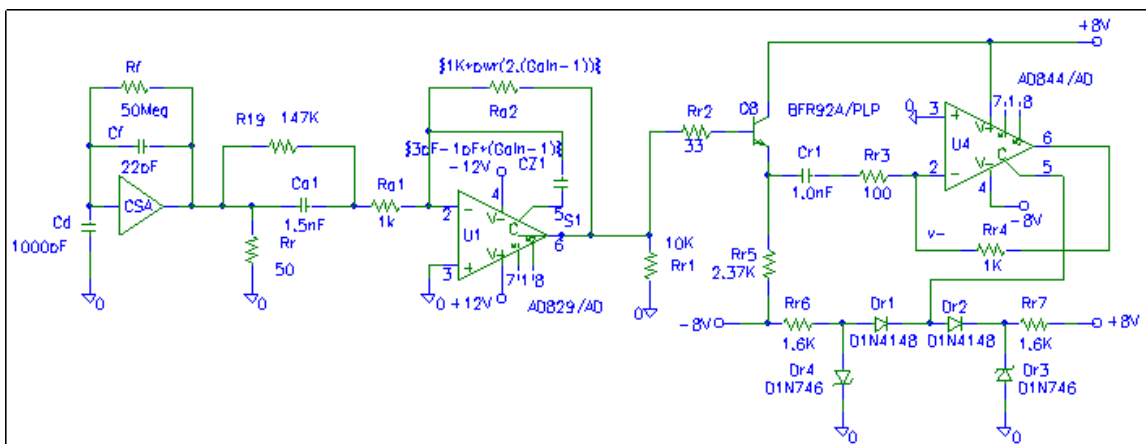 Rf
50Meg
Cf
22pF
CSA
Cd
1000pF
0
R19
147K
Ca1
1.5nF
Rr
50
0
Ra1
1k
{1K*pwr(2,(Gain-1))}
Ra2
{3pF-1pF*(Gain-1)}
CZ1
-12V
4
2
V-
C
5
S1
U1
6
V+
3
7
1
8
0
+12V
AD829/AD
10K
Rr1
0
Rr2
33
Q8
BFR92A/PLP
Cr1
1.0nF
Rr3
100
Rr5
2.37K
+8V
AD844/AD
0
3
7
1
8
V+
U4
C
6
5
2
V-
4
-8V
v-
Rr4
1K
-8V
Rr6
1.6K
Dr1
D1N4148
Dr2
D1N4148
Rr7
1.6K
+8V
Dr4
D1N746
0
Dr3
D1N746
0